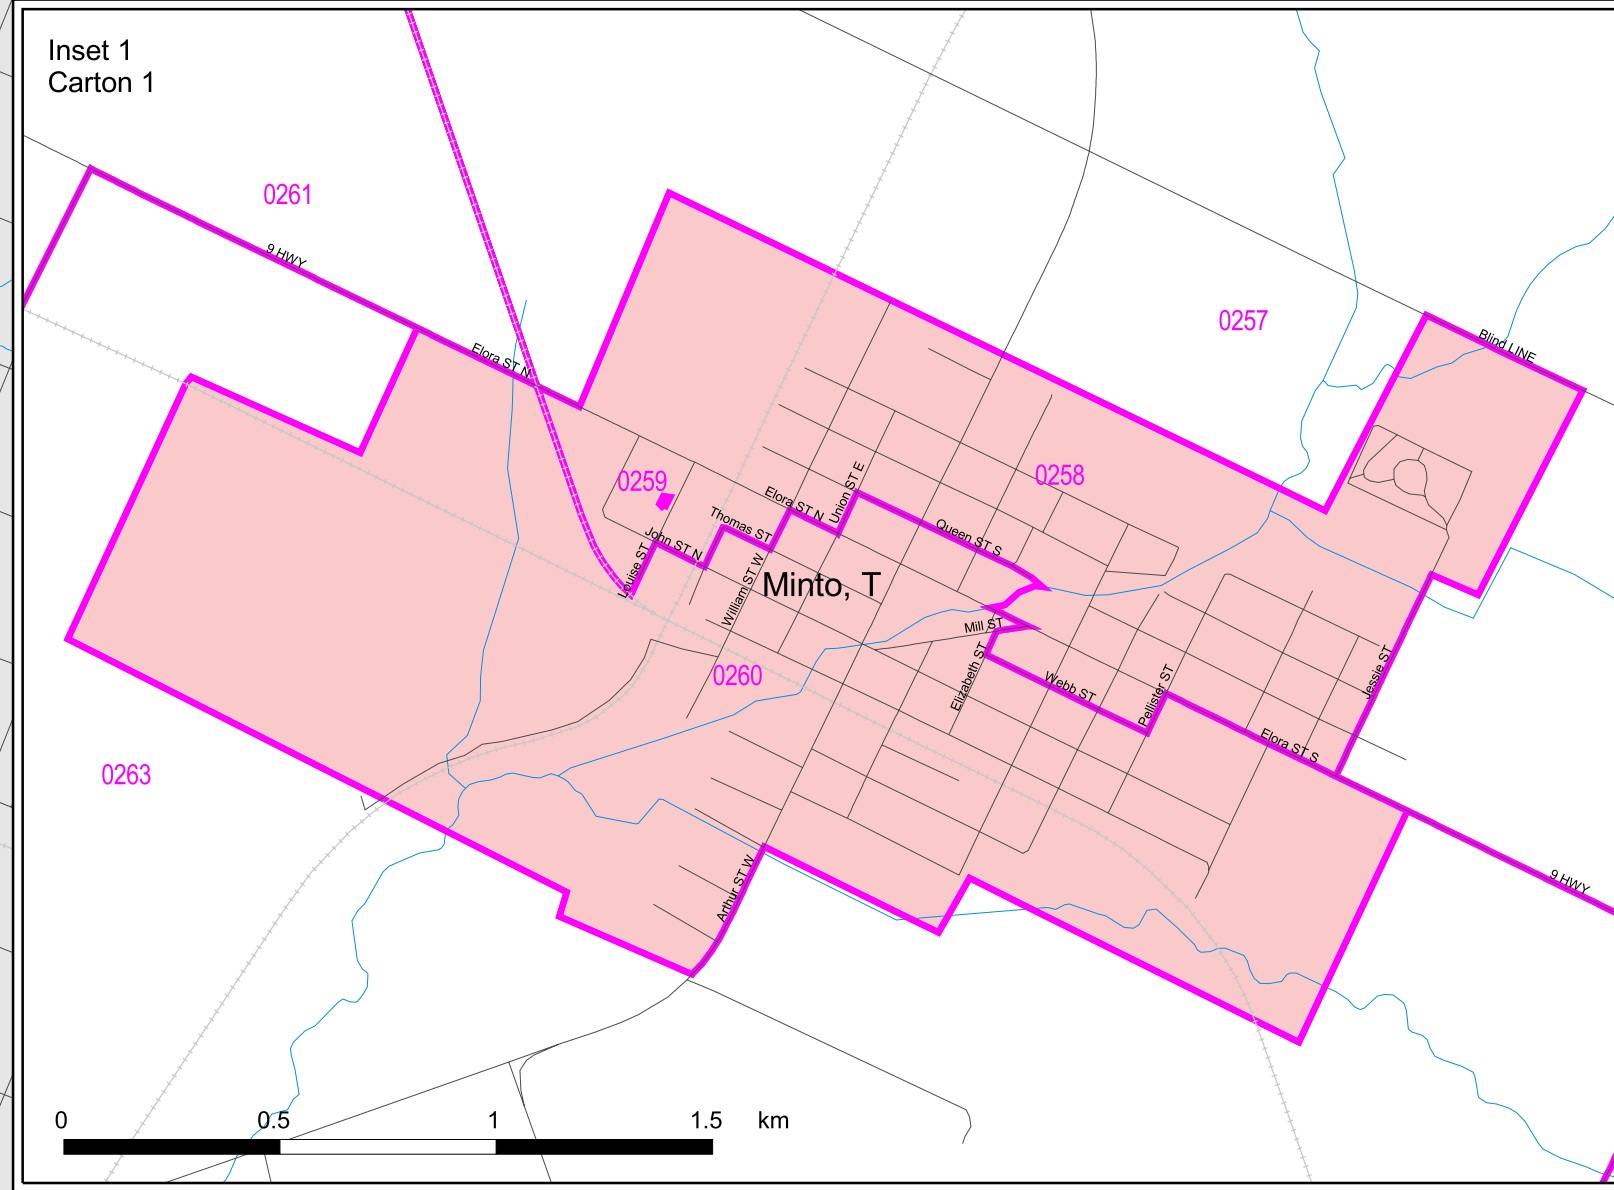 Inset 1
Carton 1
0261
9 HWY
0257
Blind LINE
Elora ST N
0259
0258
Union ST E
Elora ST N
Thomas ST
Queen ST S
John ST N
Louise ST
William ST W
Minto, T
Mill ST
Elizabeth ST
0260
Webb ST
Pellister ST
Jessie ST
Elora ST S
0263
Arthur ST W
9 HWY
0 0.5 1 1.5 km